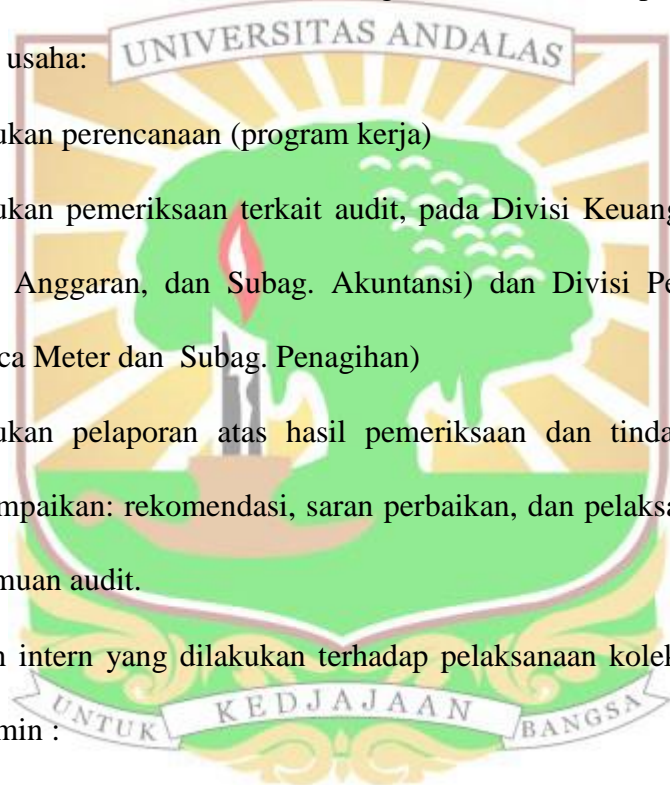 UNIVERSITAS ANDALAS
usaha:
ukan perencanaan (program kerja)
ukan pemeriksaan terkait audit, pada Divisi Keuang
Anggaran, dan Subag. Akuntansi) dan Divisi Pe
ca Meter dan Subag. Penagihan)
ukan pelaporan atas hasil pemeriksaan dan tinda
mpaikan: rekomendasi, saran perbaikan, dan pelaksa
muan audit.
n intern yang dilakukan terhadap pelaksanaan kolek
UNTUK KEDJAJAAN BANGSA
min :